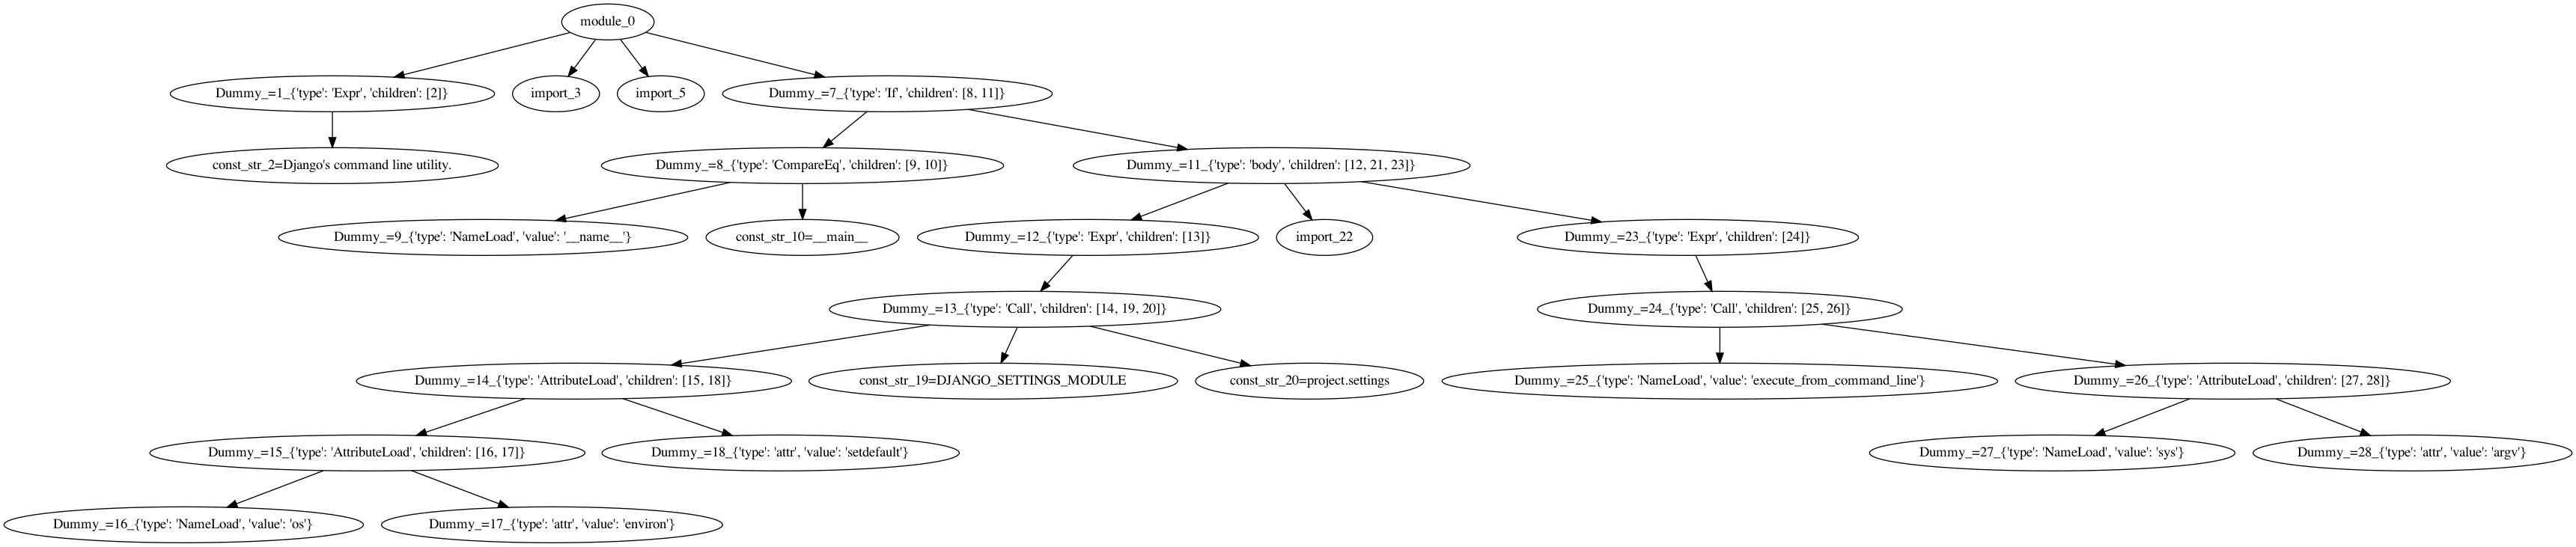 module_0
Dummy_=1_{'type': 'Expr', 'children': [2]}
import_3
import_5
Dummy_=7_{'type': 'If', 'children': [8, 11]}
const_str_2=Django's command line utility.
Dummy_=8_{'type': 'CompareEq', 'children': [9, 10]}
Dummy_=11_{'type': 'body', 'children': [12, 21, 23]}
Dummy_=9_{'type': 'NameLoad', 'value': '__name__'}
const_str_10=__main__
Dummy_=12_{'type': 'Expr', 'children': [13]}
import_22
Dummy_=23_{'type': 'Expr', 'children': [24]}
Dummy_=13_{'type': 'Call', 'children': [14, 19, 20]}
Dummy_=24_{'type': 'Call', 'children': [25, 26]}
Dummy_=14_{'type': 'AttributeLoad', 'children': [15, 18]}
const_str_19=DJANGO_SETTINGS_MODULE
const_str_20=project.settings
Dummy_=25_{'type': 'NameLoad', 'value': 'execute_from_command_line'}
Dummy_=26_{'type': 'AttributeLoad', 'children': [27, 28]}
Dummy_=15_{'type': 'AttributeLoad', 'children': [16, 17]}
Dummy_=18_{'type': 'attr', 'value': 'setdefault'}
Dummy_=27_{'type': 'NameLoad', 'value': 'sys'}
Dummy_=28_{'type': 'attr', 'value': 'argv'}
Dummy_=16_{'type': 'NameLoad', 'value': 'os'}
Dummy_=17_{'type': 'attr', 'value': 'environ'}